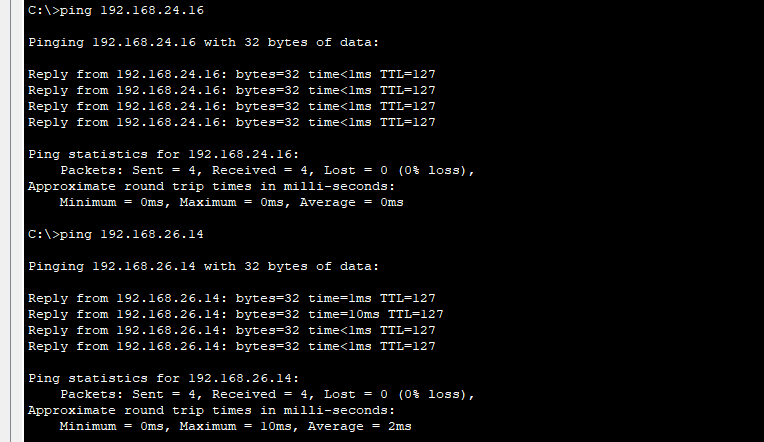 C:\>ping 192.168.24.16
Pinging 192.168.24.16 with 32 bytes of data:
Reply from 192.168.24.16: bytes=32 time<1ms TTL=127
Reply from 192.168.24.16: bytes=32 time<1ms TTL=127
Reply from 192.168.24.16: bytes=32 time<1ms TTL=127
Reply from 192.168.24.16: bytes=32 time<1ms TTL=127
Ping statistics for 192.168.24.16:
    Packets: Sent = 4, Received = 4, Lost = 0 (0% loss),
Approximate round trip times in milli-seconds:
    Minimum = 0ms, Maximum = 0ms, Average = 0ms
C:\>ping 192.168.26.14
Pinging 192.168.26.14 with 32 bytes of data:
Reply from 192.168.26.14: bytes=32 time=1ms TTL=127
Reply from 192.168.26.14: bytes=32 time=10ms TTL=127
Reply from 192.168.26.14: bytes=32 time<1ms TTL=127
Reply from 192.168.26.14: bytes=32 time<1ms TTL=127
Ping statistics for 192.168.26.14:
    Packets: Sent = 4, Received = 4, Lost = 0 (0% loss),
Approximate round trip times in milli-seconds:
    Minimum = 0ms, Maximum = 10ms, Average = 2ms